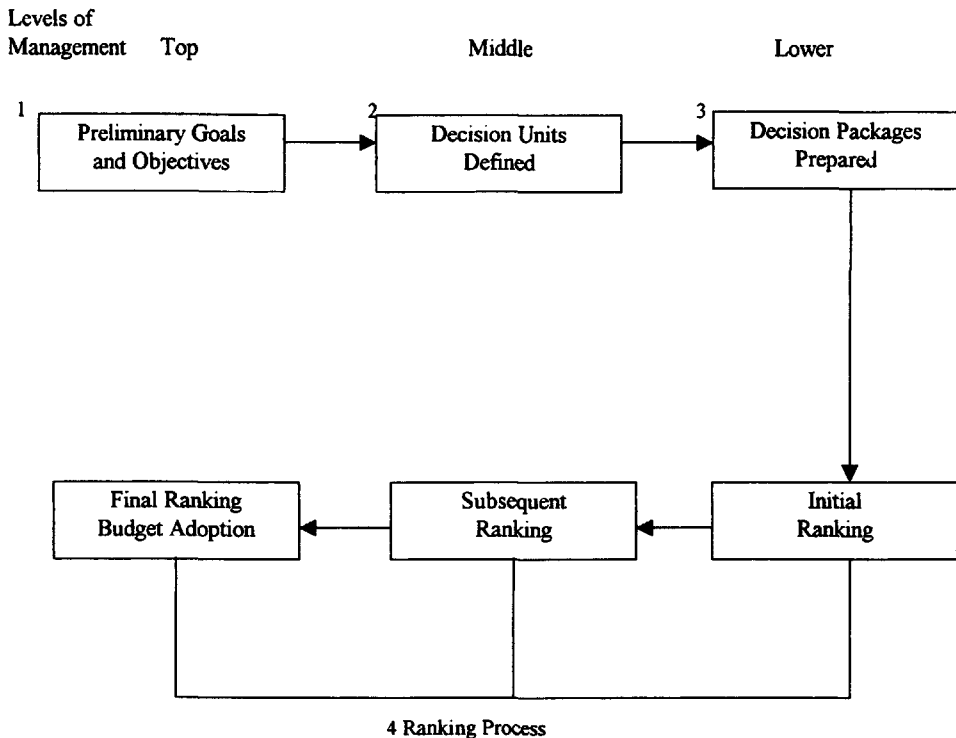 Levels of
Management Top Middle Lower
1 2 3
Preliminary Goals
and Objectives
Decision Units
Defined
Decision Packages
Prepared
Final Ranking
Budget Adoption
Subsequent
Ranking
Initial
Ranking
4 Ranking Process